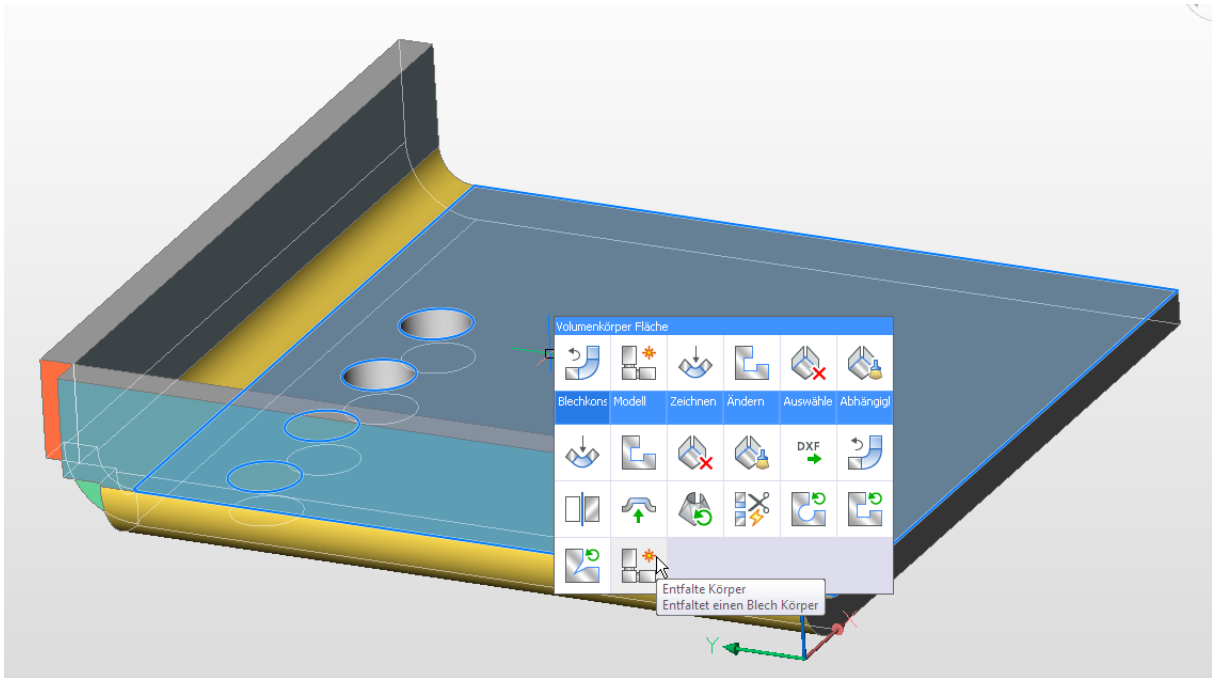 Volumenkörper Fläche
Blechkons Modell Zeichnen Ändern Auswähle Abhängigl
DXF
Entfalte Körper
Entfaltet einen Blech Körper
Y X